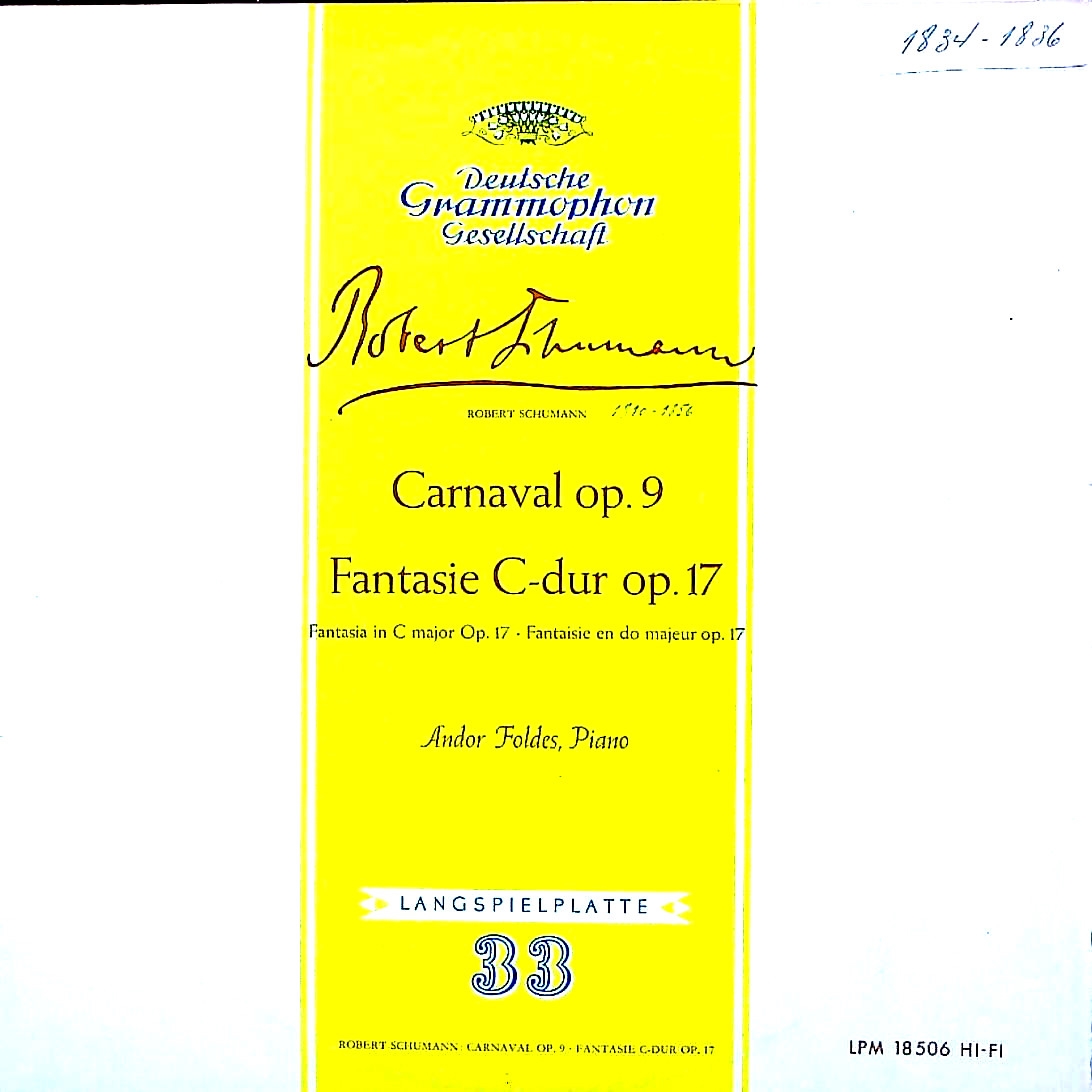 1834 - 1836
Deutsche
Grammophon
Gesellschaft
Robert Schumann
ROBERT SCHUMANN 1810 - 1856
Carnaval op. 9
Fantasie C-dur op. 17
Fantasia in C major Op. 17 · Fantaisie en do majeur op. 17
Andor Foldes, Piano
LANGSPIELPLATTE
33
ROBERT SCHUMANN: CARNAVAL OP. 9 · FANTASIE C-DUR OP. 17
LPM 18506 HI-FI